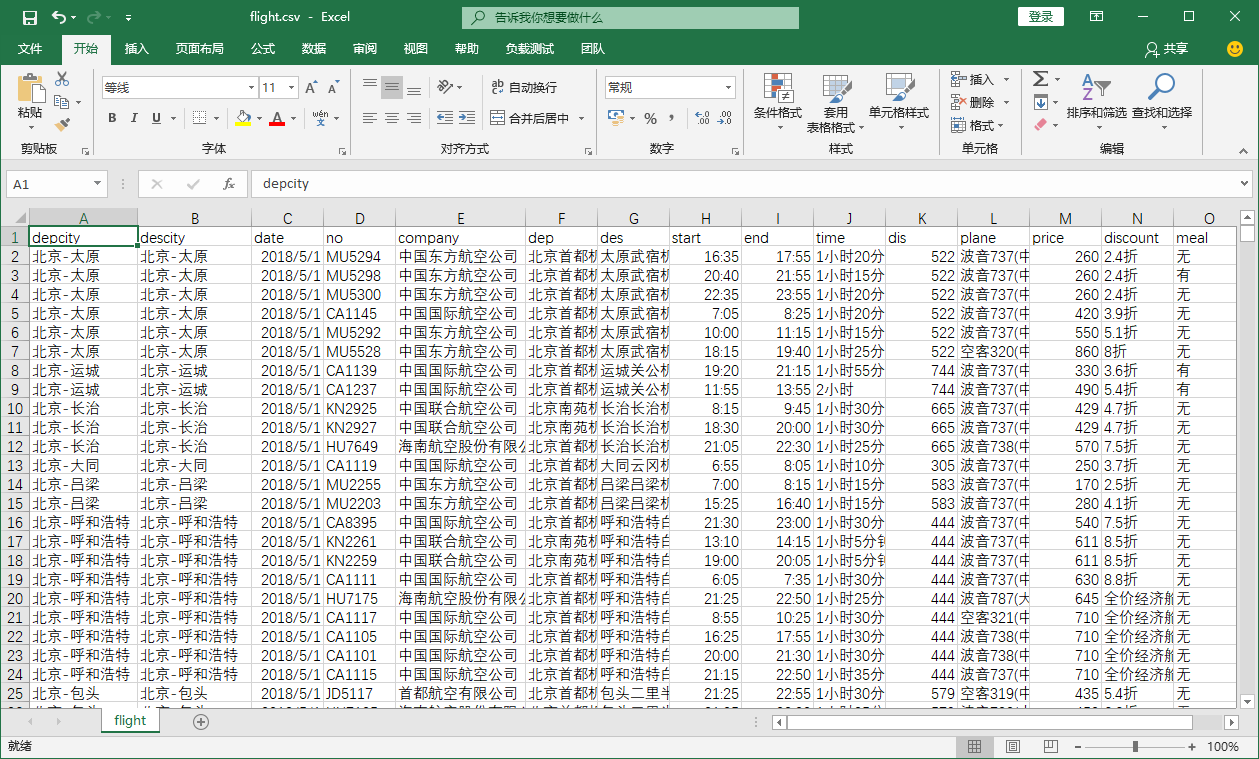 flight.csv - Excel
告诉我你想要做什么
登录
文件 开始 插入 页面布局 公式 数据 审阅 视图 帮助 负载测试 团队 共享
粘贴 剪贴板
等线 11
B I U wén 文
字体
自动换行
合并后居中
对齐方式
常规
% ,
数字
条件格式 套用表格格式 单元格样式
样式
插入
删除
格式
单元格
排序和筛选 查找和选择
编辑
A1 fx depcity
A B C D E F G H I J K L M N O
1 depcity descity date no company dep des start end time dis plane price discount meal
2 北京-太原 北京-太原 2018/5/1 MU5294 中国东方航空公司 北京首都机 太原武宿机 16:35 17:55 1小时20分 522 波音737(中 260 2.4折 无
3 北京-太原 北京-太原 2018/5/1 MU5298 中国东方航空公司 北京首都机 太原武宿机 20:40 21:55 1小时15分 522 波音737(中 260 2.4折 有
4 北京-太原 北京-太原 2018/5/1 MU5300 中国东方航空公司 北京首都机 太原武宿机 22:35 23:55 1小时20分 522 波音737(中 260 2.4折 无
5 北京-太原 北京-太原 2018/5/1 CA1145 中国国际航空公司 北京首都机 太原武宿机 7:05 8:25 1小时20分 522 波音737(中 420 3.9折 无
6 北京-太原 北京-太原 2018/5/1 MU5292 中国东方航空公司 北京首都机 太原武宿机 10:00 11:15 1小时15分 522 波音737(中 550 5.1折 无
7 北京-太原 北京-太原 2018/5/1 MU5528 中国东方航空公司 北京首都机 太原武宿机 18:15 19:40 1小时25分 522 空客320(中 860 8折 无
8 北京-运城 北京-运城 2018/5/1 CA1139 中国国际航空公司 北京首都机 运城关公机 19:20 21:15 1小时55分 744 波音737(中 330 3.6折 有
9 北京-运城 北京-运城 2018/5/1 CA1237 中国国际航空公司 北京首都机 运城关公机 11:55 13:55 2小时 744 波音737(中 490 5.4折 有
10 北京-长治 北京-长治 2018/5/1 KN2925 中国联合航空公司 北京南苑机 长治长治机 8:15 9:45 1小时30分 665 波音737(中 429 4.7折 无
11 北京-长治 北京-长治 2018/5/1 KN2927 中国联合航空公司 北京南苑机 长治长治机 18:30 20:00 1小时30分 665 波音737(中 429 4.7折 无
12 北京-长治 北京-长治 2018/5/1 HU7649 海南航空股份有限公 北京首都机 长治长治机 21:05 22:30 1小时25分 665 波音738(中 570 7.5折 无
13 北京-大同 北京-大同 2018/5/1 CA1119 中国国际航空公司 北京首都机 大同云冈机 6:55 8:05 1小时10分 305 波音737(中 250 3.7折 无
14 北京-吕梁 北京-吕梁 2018/5/1 MU2255 中国东方航空公司 北京首都机 吕梁吕梁机 7:00 8:15 1小时15分 583 波音737(中 170 2.5折 无
15 北京-吕梁 北京-吕梁 2018/5/1 MU2203 中国东方航空公司 北京首都机 吕梁吕梁机 15:25 16:40 1小时15分 583 波音737(中 280 4.1折 无
16 北京-呼和浩特 北京-呼和浩特 2018/5/1 CA8395 中国国际航空公司 北京首都机 呼和浩特白 21:30 23:00 1小时30分 444 波音737(中 540 7.5折 无
17 北京-呼和浩特 北京-呼和浩特 2018/5/1 KN2261 中国联合航空公司 北京南苑机 呼和浩特白 13:10 14:15 1小时5分钟 444 波音737(中 611 8.5折 无
18 北京-呼和浩特 北京-呼和浩特 2018/5/1 KN2259 中国联合航空公司 北京南苑机 呼和浩特白 19:00 20:05 1小时5分钟 444 波音737(中 611 8.5折 无
19 北京-呼和浩特 北京-呼和浩特 2018/5/1 CA1111 中国国际航空公司 北京首都机 呼和浩特白 6:05 7:35 1小时30分 444 波音737(中 630 8.8折 无
20 北京-呼和浩特 北京-呼和浩特 2018/5/1 HU7175 海南航空股份有限公 北京首都机 呼和浩特白 21:25 22:50 1小时25分 444 波音787(大 645 全价经济舱 无
21 北京-呼和浩特 北京-呼和浩特 2018/5/1 CA1117 中国国际航空公司 北京首都机 呼和浩特白 8:55 10:25 1小时30分 444 空客321(中 710 全价经济舱 无
22 北京-呼和浩特 北京-呼和浩特 2018/5/1 CA1105 中国国际航空公司 北京首都机 呼和浩特白 16:25 17:55 1小时30分 444 波音738(中 710 全价经济舱 无
23 北京-呼和浩特 北京-呼和浩特 2018/5/1 CA1101 中国国际航空公司 北京首都机 呼和浩特白 20:00 21:30 1小时30分 444 波音738(中 710 全价经济舱 无
24 北京-呼和浩特 北京-呼和浩特 2018/5/1 CA1115 中国国际航空公司 北京首都机 呼和浩特白 21:15 22:50 1小时35分 444 波音737(中 710 全价经济舱 无
25 北京-包头 北京-包头 2018/5/1 JD5117 首都航空有限公司 北京首都机 包头二里半 21:25 22:55 1小时30分 579 空客319(中 435 5.4折 无
flight
就绪 100%